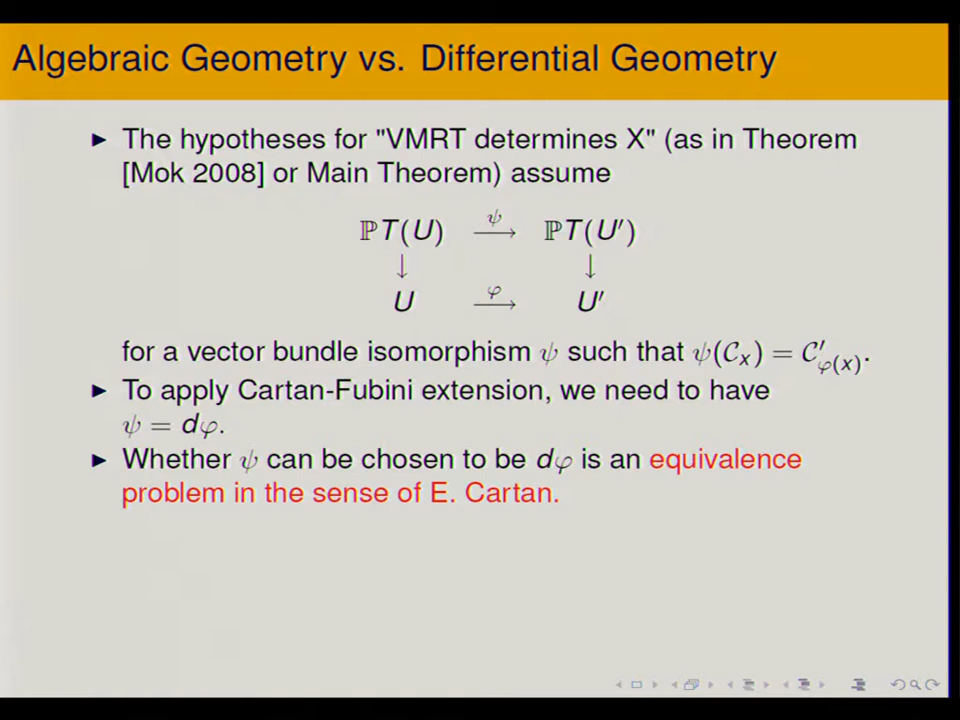 Algebraic Geometry vs. Differential Geometry
▶ The hypotheses for "VMRT determines X" (as in Theorem
[Mok 2008] or Main Theorem) assume
ℙT(U) ψ⟶ ℙT(U′)
↓ ↓
U φ⟶ U′
for a vector bundle isomorphism ψ such that ψ(𝒞ₓ) = 𝒞′_φ(x).
▶ To apply Cartan-Fubini extension, we need to have
ψ = dφ.
▶ Whether ψ can be chosen to be dφ is an equivalence
problem in the sense of E. Cartan.